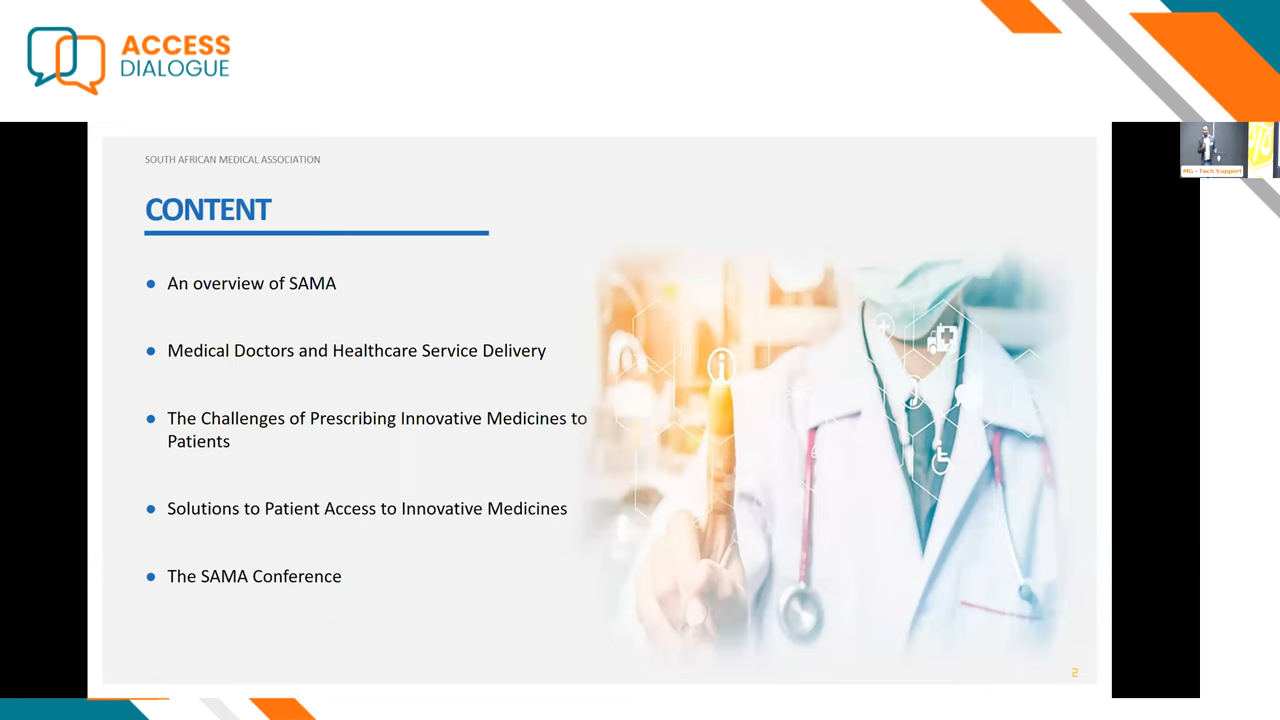 ACCESS
DIALOGUE
SOUTH AFRICAN MEDICAL ASSOCIATION
MG - Tech Support
CONTENT
An overview of SAMA
Medical Doctors and Healthcare Service Delivery
The Challenges of Prescribing Innovative Medicines to
Patients
Solutions to Patient Access to Innovative Medicines
The SAMA Conference
2